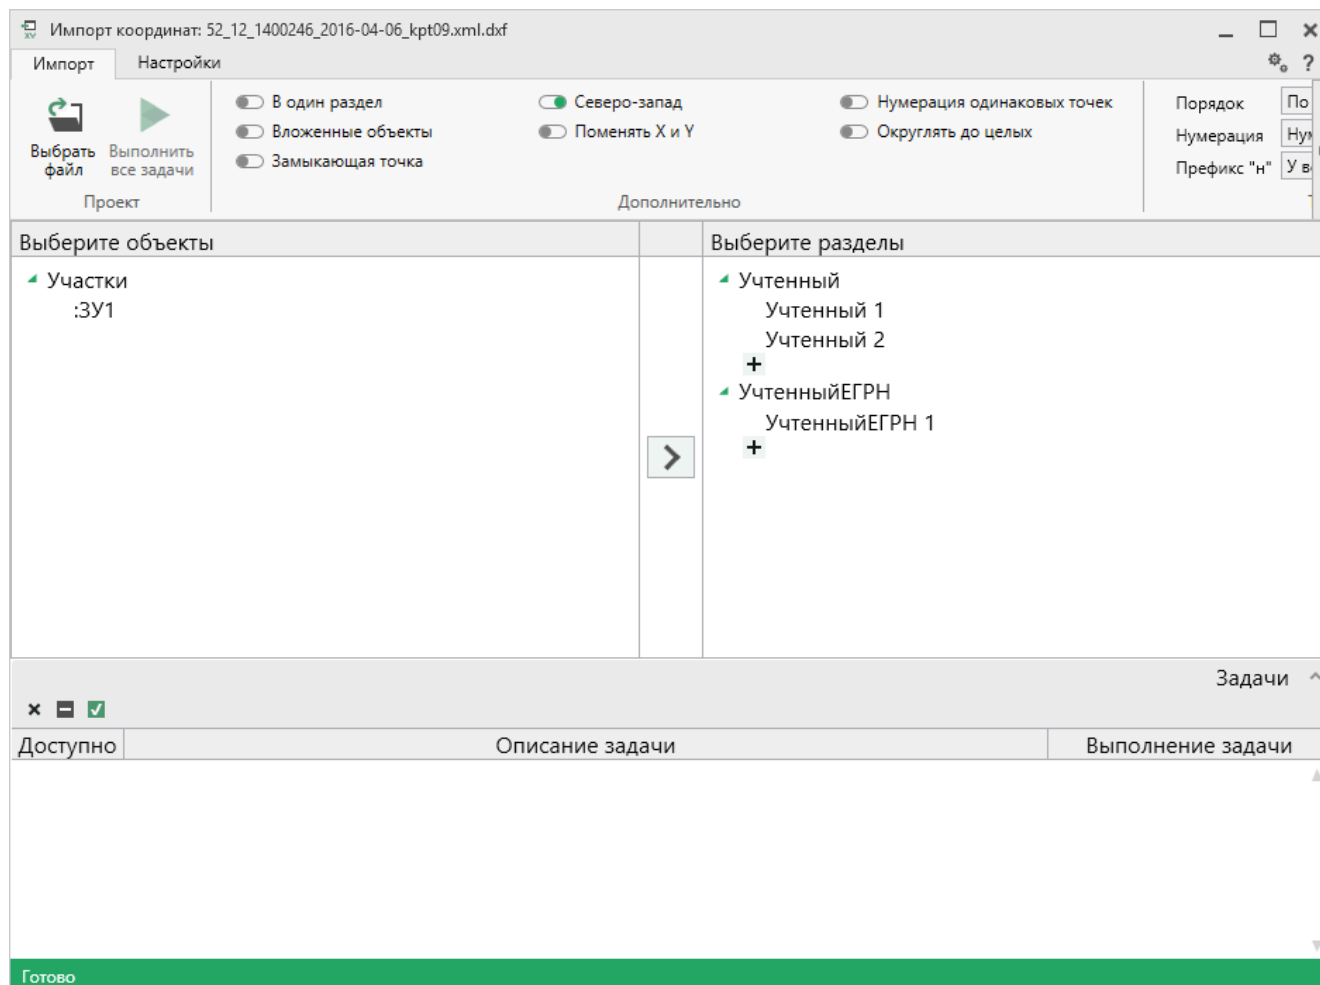 Импорт координат: 52_12_1400246_2016-04-06_kpt09.xml.dxf
Импорт Настройки ?
Выбрать файл
Выполнить все задачи
Проект
В один раздел
Вложенные объекты
Замыкающая точка
Северо-запад
Поменять X и Y
Нумерация одинаковых точек
Округлять до целых
Дополнительно
Порядок По
Нумерация Нум
Префикс "н" У в
Выберите объекты
Участки
:ЗУ1
Выберите разделы
Учтенный
Учтенный 1
Учтенный 2
+
УчтенныйЕГРН
УчтенныйЕГРН 1
+
Задачи
Доступно Описание задачи Выполнение задачи
Готово